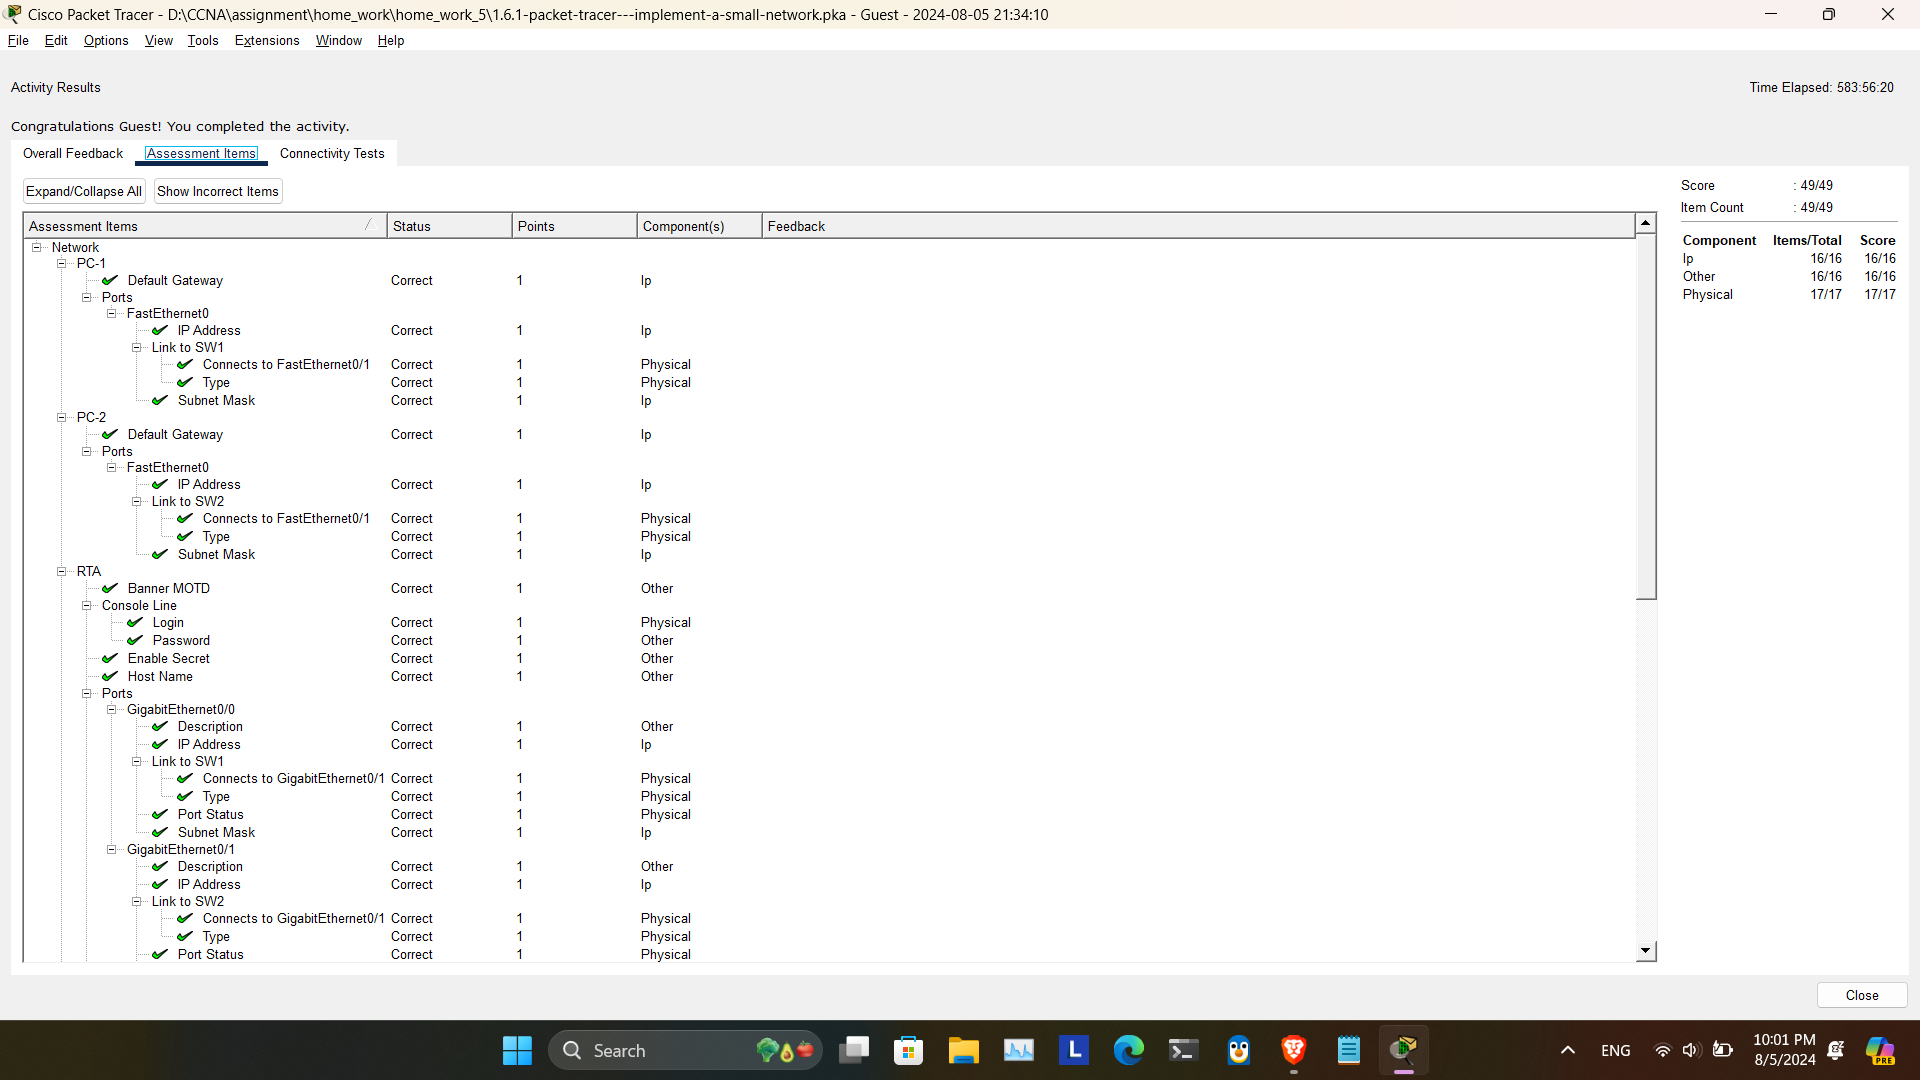 Cisco Packet Tracer - D:\CCNA\assignment\home_work\home_work_5\1.6.1-packet-tracer---implement-a-small-network.pka - Guest - 2024-08-05 21:34:10
File Edit Options View Tools Extensions Window Help
Activity Results Time Elapsed: 583:56:20
Congratulations Guest! You completed the activity.
Overall Feedback Assessment Items Connectivity Tests
Expand/Collapse All Show Incorrect Items
Assessment Items Status Points Component(s) Feedback
Network
PC-1
Default Gateway Correct 1 Ip
Ports
FastEthernet0
IP Address Correct 1 Ip
Link to SW1
Connects to FastEthernet0/1 Correct 1 Physical
Type Correct 1 Physical
Subnet Mask Correct 1 Ip
PC-2
Default Gateway Correct 1 Ip
Ports
FastEthernet0
IP Address Correct 1 Ip
Link to SW2
Connects to FastEthernet0/1 Correct 1 Physical
Type Correct 1 Physical
Subnet Mask Correct 1 Ip
RTA
Banner MOTD Correct 1 Other
Console Line
Login Correct 1 Physical
Password Correct 1 Other
Enable Secret Correct 1 Other
Host Name Correct 1 Other
Ports
GigabitEthernet0/0
Description Correct 1 Other
IP Address Correct 1 Ip
Link to SW1
Connects to GigabitEthernet0/1 Correct 1 Physical
Type Correct 1 Physical
Port Status Correct 1 Physical
Subnet Mask Correct 1 Ip
GigabitEthernet0/1
Description Correct 1 Other
IP Address Correct 1 Ip
Link to SW2
Connects to GigabitEthernet0/1 Correct 1 Physical
Type Correct 1 Physical
Port Status Correct 1 Physical
Score : 49/49
Item Count : 49/49
Component Items/Total Score
Ip 16/16 16/16
Other 16/16 16/16
Physical 17/17 17/17
Close
Search
L
ENG
10:01 PM
8/5/2024
PRE